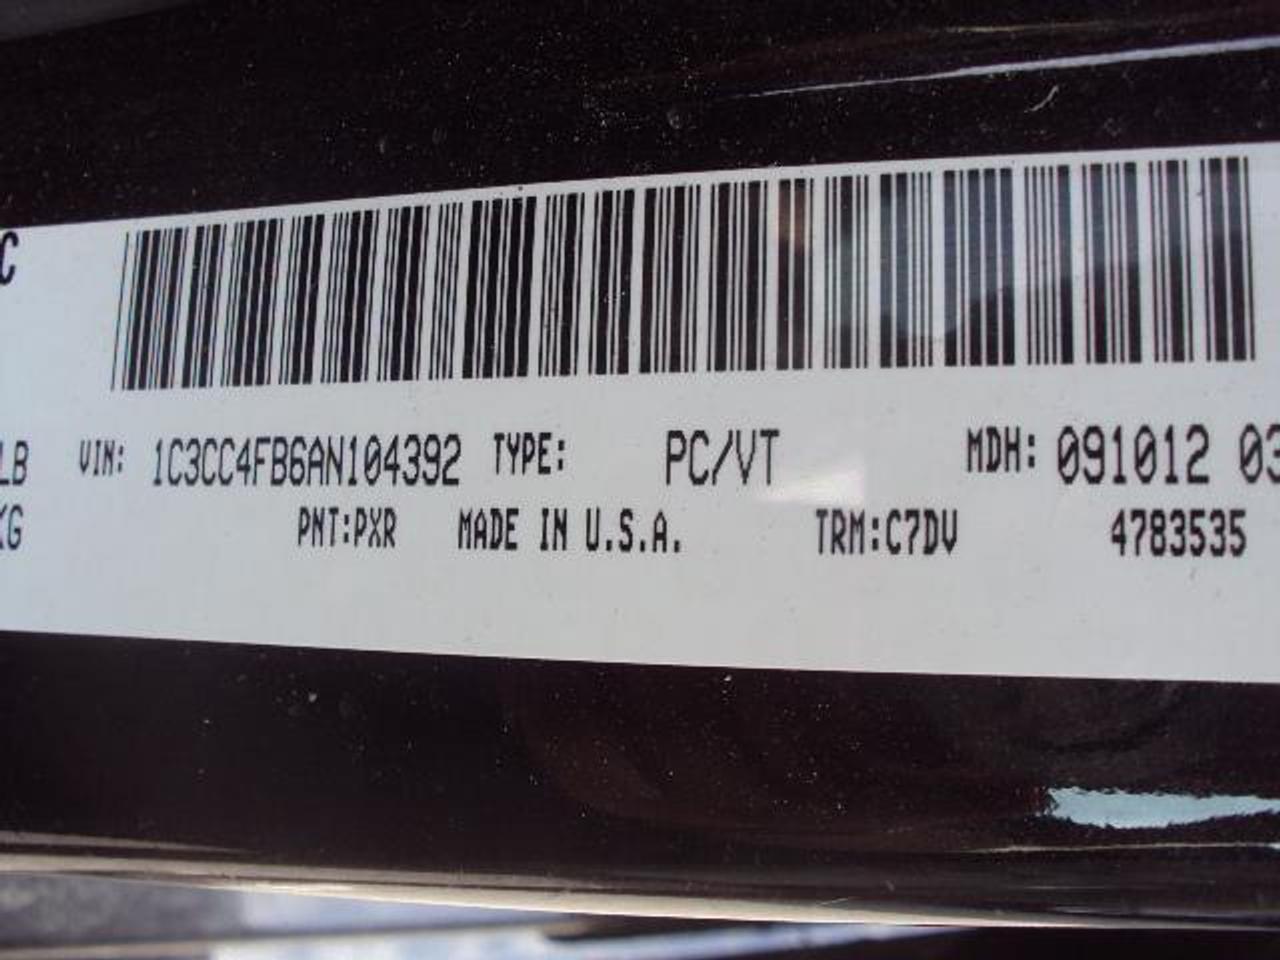 C
LB VIN: 1C3CC4FB6AN104392 TYPE: PC/VT MDH: 091012 03
KG PNT:PXR MADE IN U.S.A. TRM:C7DV 4783535